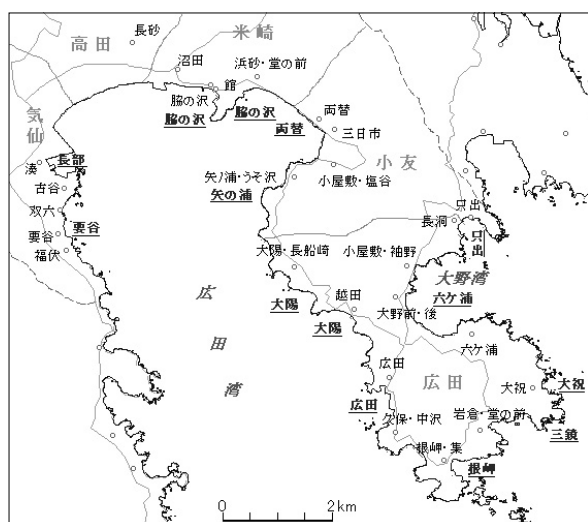 長砂
高田
米崎
沼田
浜砂・堂の前
館
脇の沢
脇の沢
脇の沢
両替
両替
三日市
気仙
湊
長部
古谷
双六
要谷
要谷
福伏
矢ノ浦・うそ沢
矢の浦
小屋敷・塩谷
小友
只出
長洞
只出
大陽・長船崎
小屋敷・袖野
大野湾
六ケ浦
大陽
大陽
越田
大野前・後
広田湾
六ケ浦
広田
広田
広田
大祝
大祝
久保・中沢
岩倉・堂の前
三鏡
根岬・集
根岬
0
2km